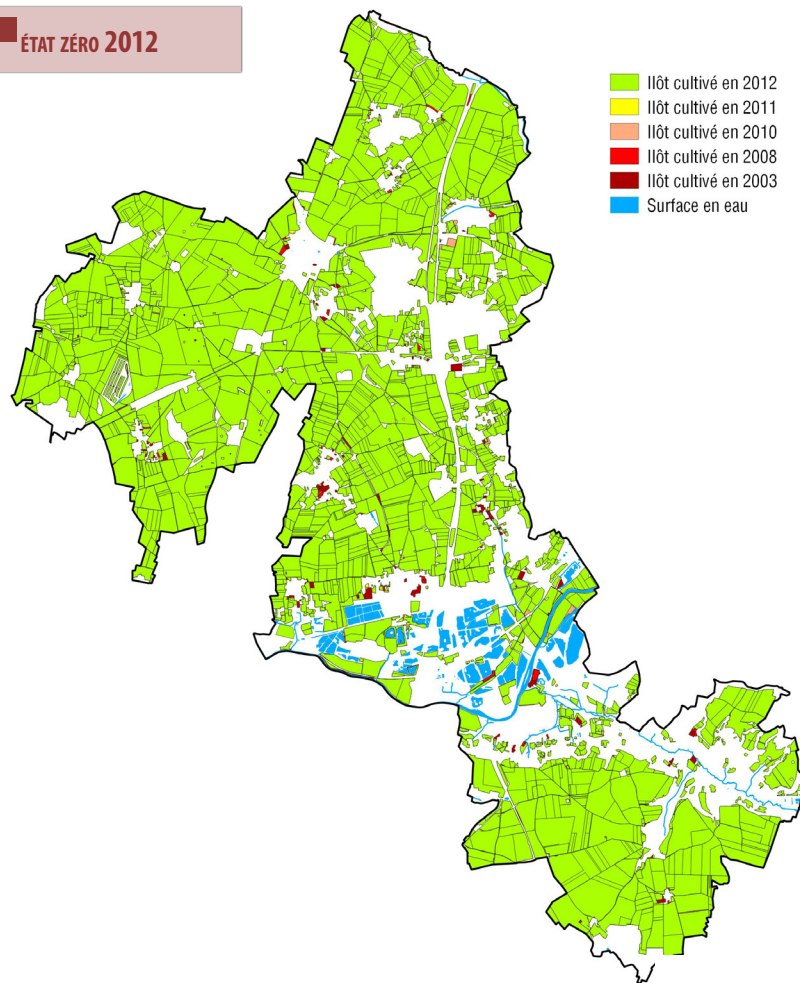 ÉTAT ZÉRO 2012
Ilôt cultivé en 2012
Ilôt cultivé en 2011
Ilôt cultivé en 2010
Ilôt cultivé en 2008
Ilôt cultivé en 2003
Surface en eau